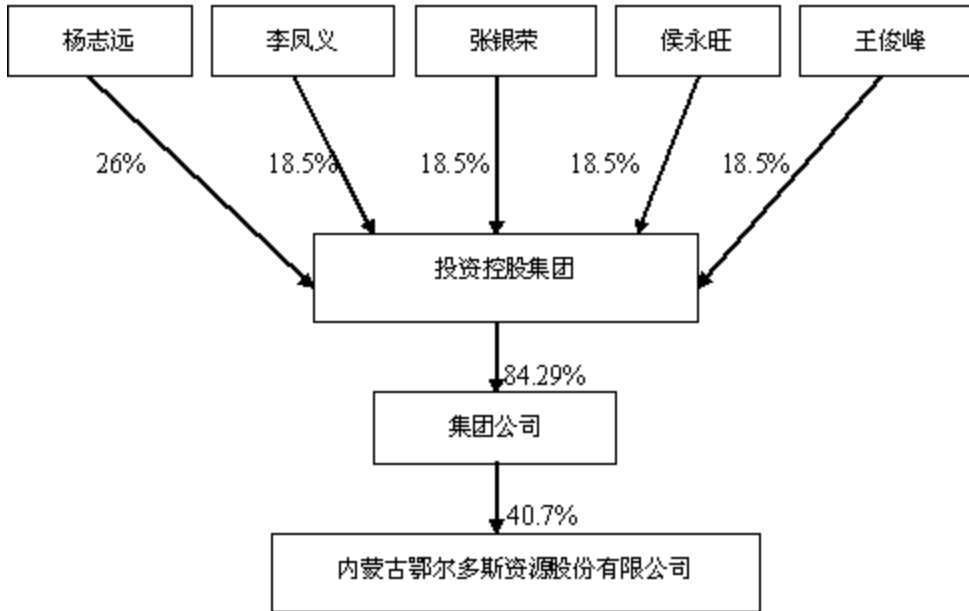 杨志远
李凤义
张银荣
侯永旺
王俊峰
26%
18.5%
18.5%
18.5%
18.5%
投资控股集团
84.29%
集团公司
40.7%
内蒙古鄂尔多斯资源股份有限公司